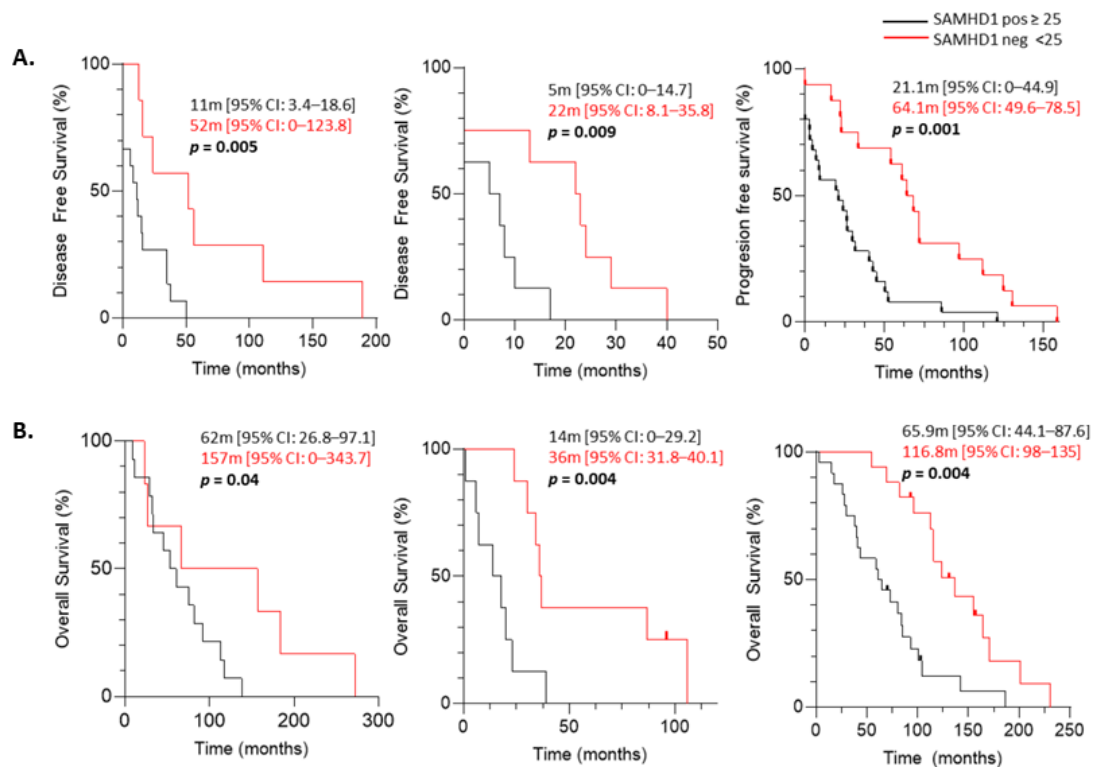 SAMHD1 pos ≥ 25
SAMHD1 neg <25
A.
Disease Free Survival (%)
100
50
0
11m [95% CI: 3.4–18.6]
52m [95% CI: 0–123.8]
p = 0.005
0 50 100 150 200
Time (months)
Disease Free Survival (%)
100
50
0
5m [95% CI: 0–14.7]
22m [95% CI: 8.1–35.8]
p = 0.009
0 10 20 30 40 50
Time (months)
Progresion free survival (%)
100
50
0
21.1m [95% CI: 0–44.9]
64.1m [95% CI: 49.6–78.5]
p = 0.001
0 50 100 150
Time (months)
B.
Overall Survival (%)
100
50
0
62m [95% CI: 26.8–97.1]
157m [95% CI: 0–343.7]
p = 0.04
0 100 200 300
Time (months)
Overall Survival (%)
100
50
0
14m [95% CI: 0–29.2]
36m [95% CI: 31.8–40.1]
p = 0.004
0 50 100
Time (months)
Overall Survival (%)
100
50
0
65.9m [95% CI: 44.1–87.6]
116.8m [95% CI: 98–135]
p = 0.004
0 50 100 150 200 250
Time (months)